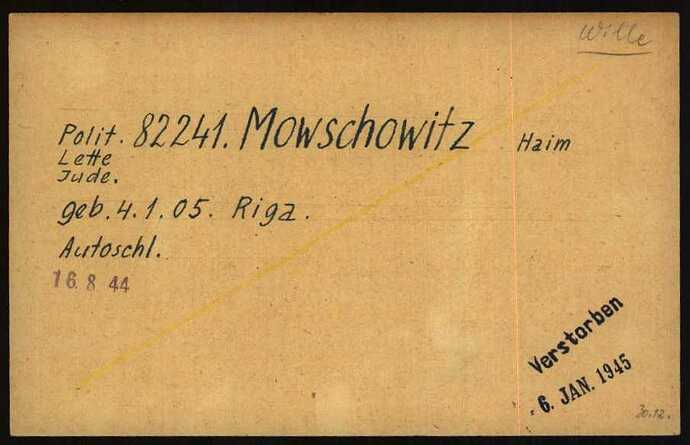 Wille
Polit. 82241. Mowschowitz Haim
Lette
Jude.
geb. 4.1.05. Riga.
Autoschl.
16. 8. 44
Verstorben
- 6. JAN. 1945
30.12.